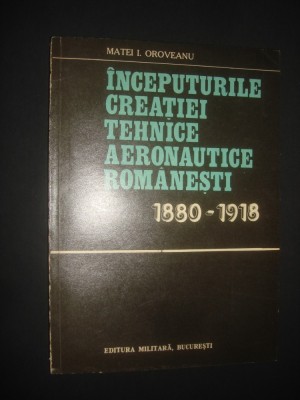 MATEI I. OROVEANU
ÎNCEPUTURILE
CREAȚIEI
TEHNICE
AERONAUTICE
ROMÂNEȘTI
1880-1918
EDITURA MILITARĂ, BUCUREȘTI